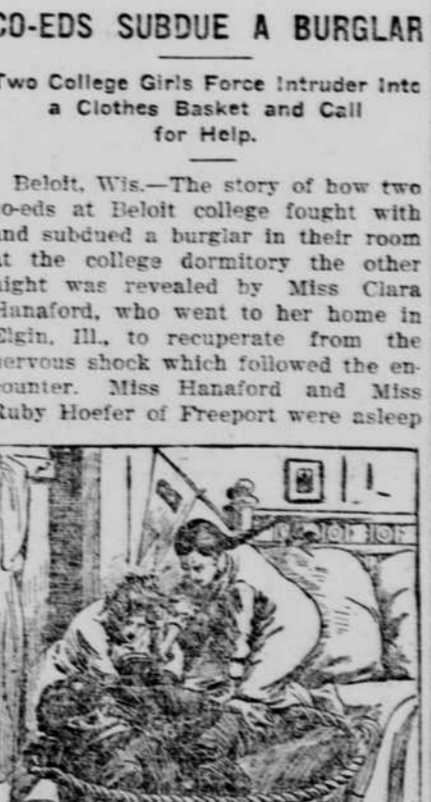 CO-EDS SUBDUE A BURGLAR
Two College Girls Force Intruder Into
a Clothes Basket and Call
for Help.
Beloit, Wis.—The story of how two
co-eds at Beloit college fought with
and subdued a burglar in their room
at the college dormitory the other
night was revealed by Miss Clara
Hanaford, who went to her home in
Elgin, Ill., to recuperate from the
nervous shock which followed the en-
counter. Miss Hanaford and Miss
Ruby Hoefer of Freeport were asleep